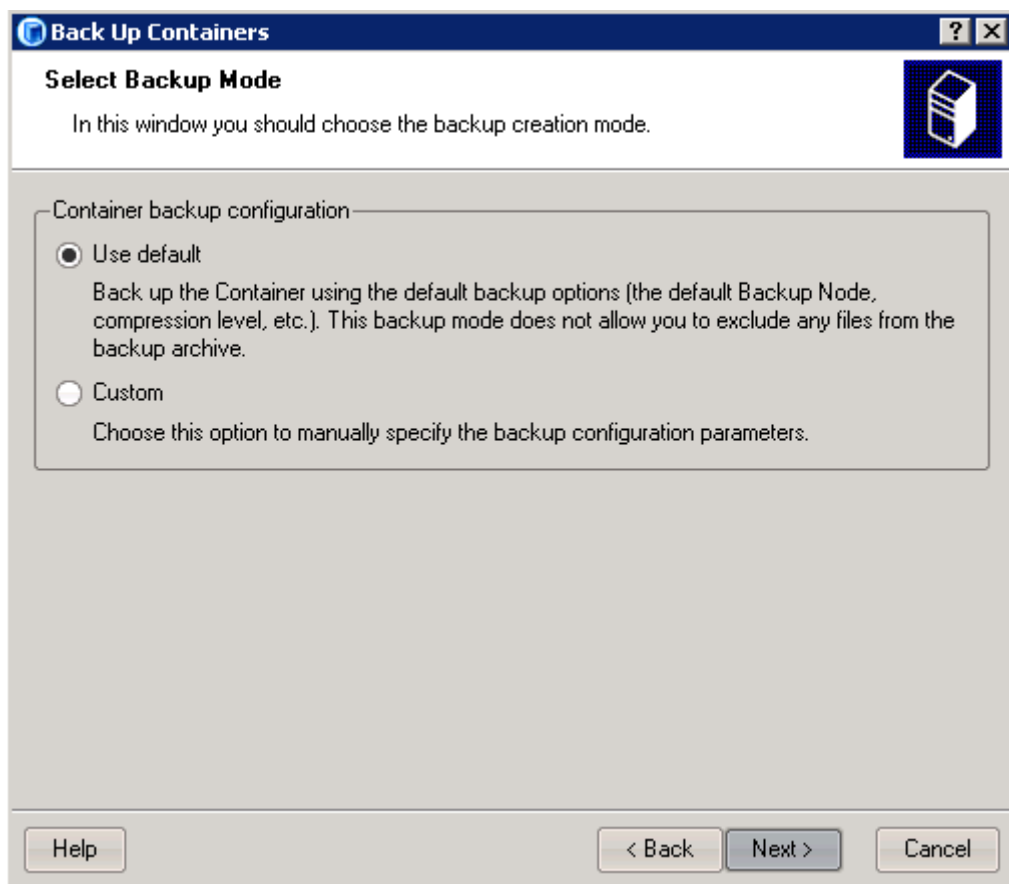 Back Up Containers
Select Backup Mode
In this window you should choose the backup creation mode.
Container backup configuration
Use default
Back up the Container using the default backup options (the default Backup Node,
compression level, etc.). This backup mode does not allow you to exclude any files from the
backup archive.
Custom
Choose this option to manually specify the backup configuration parameters.
Help
< Back
Next >
Cancel